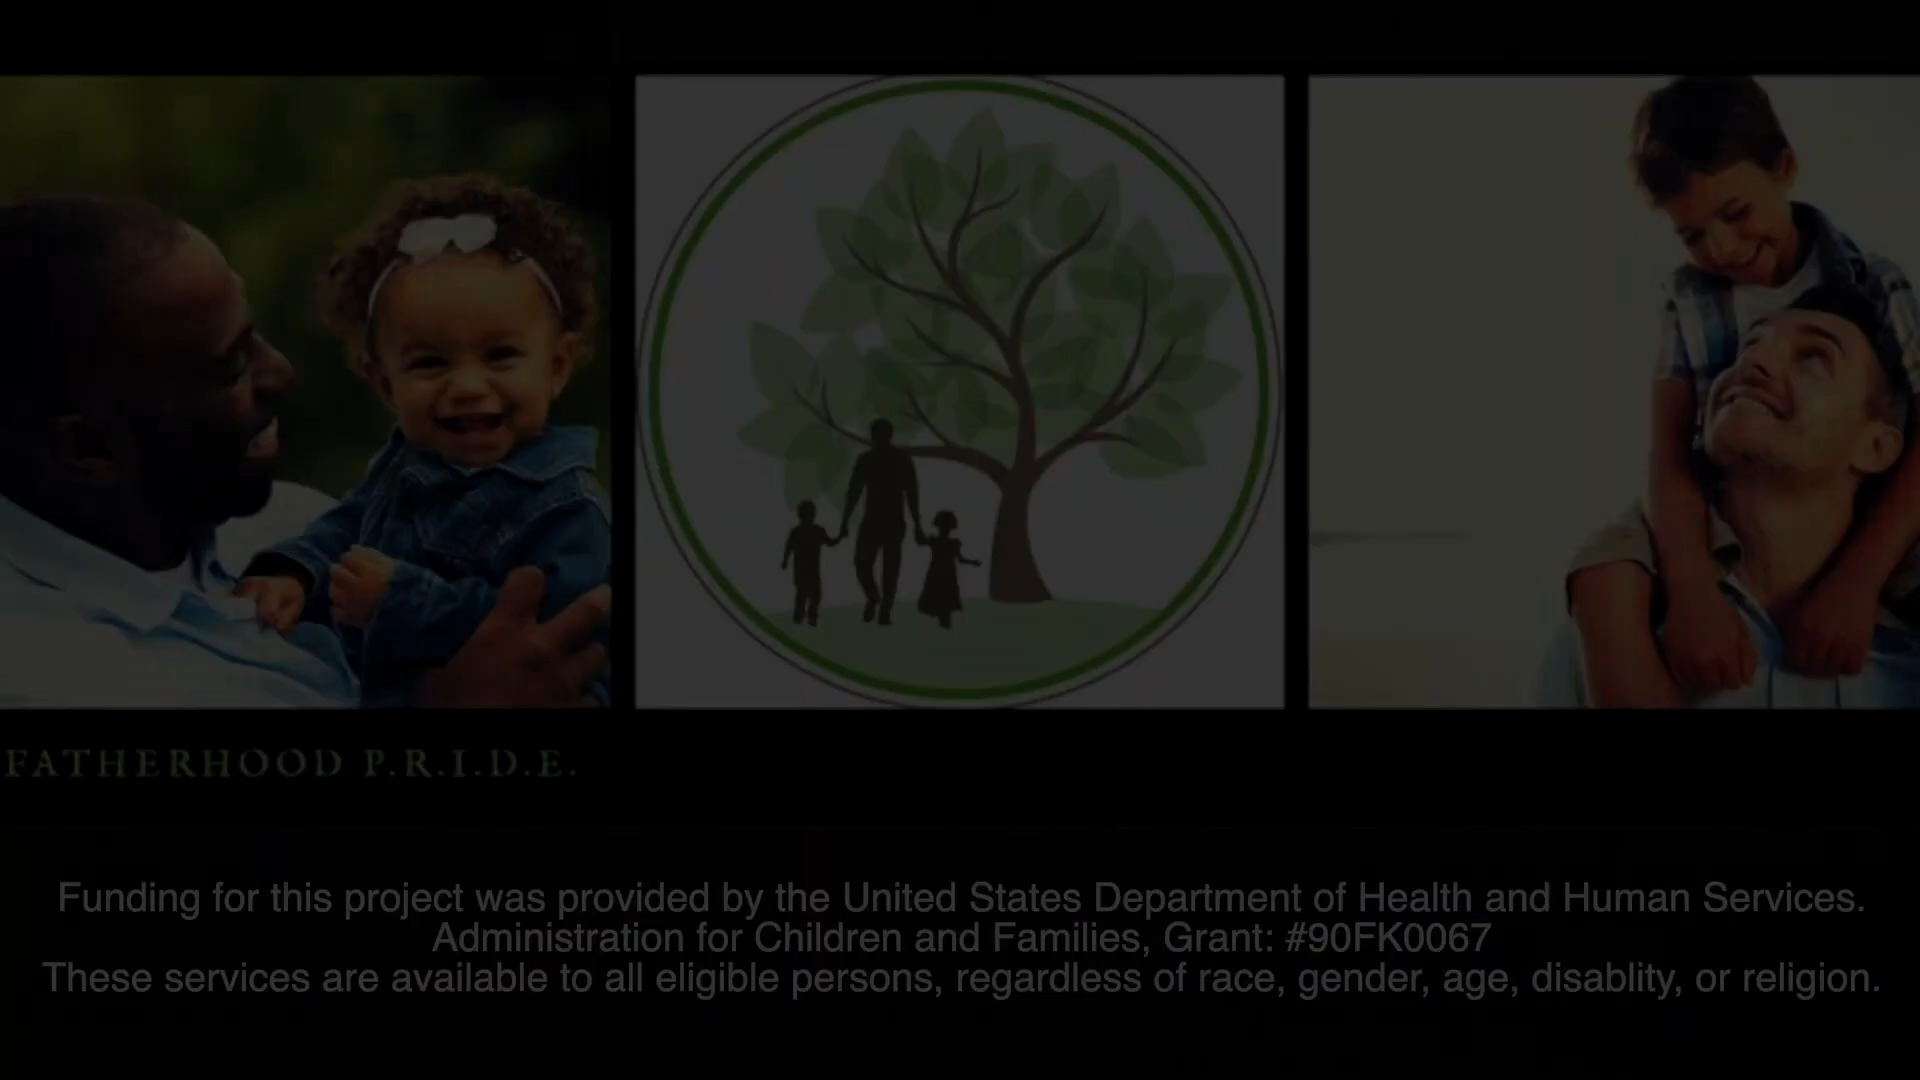 FATHERHOOD P.R.I.D.E.
Funding for this project was provided by the United States Department of Health and Human Services.
Administration for Children and Families, Grant: #90FK0067
These services are available to all eligible persons, regardless of race, gender, age, disablity, or religion.